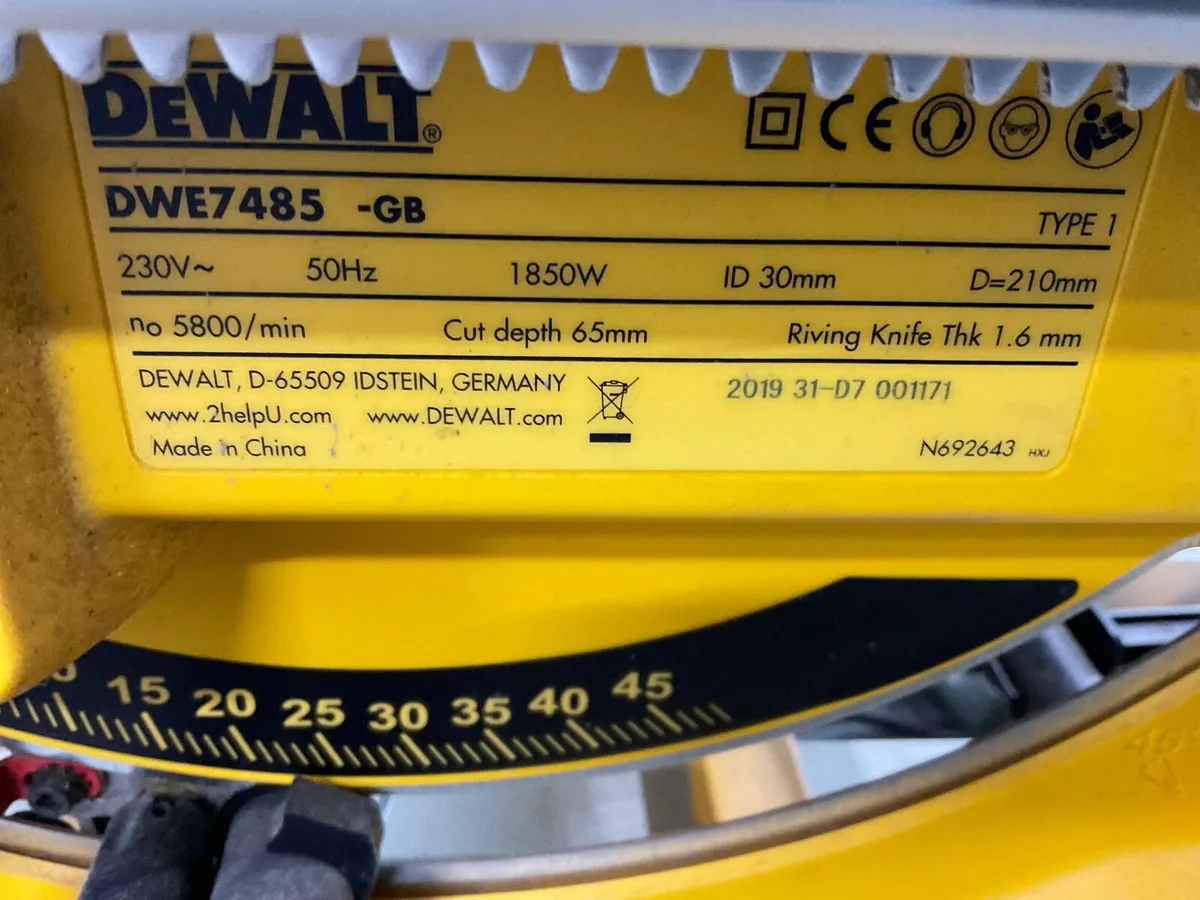 DEWALT®
CE
DWE7485 -GB
TYPE 1
230V~ 50Hz 1850W ID 30mm D=210mm
no 5800/min Cut depth 65mm Riving Knife Thk 1.6 mm
DEWALT, D-65509 IDSTEIN, GERMANY
2019 31-D7 001171
www.2helpU.com www.DEWALT.com
Made in China
N692643 HXJ
15 20 25 30 35 40 45
45